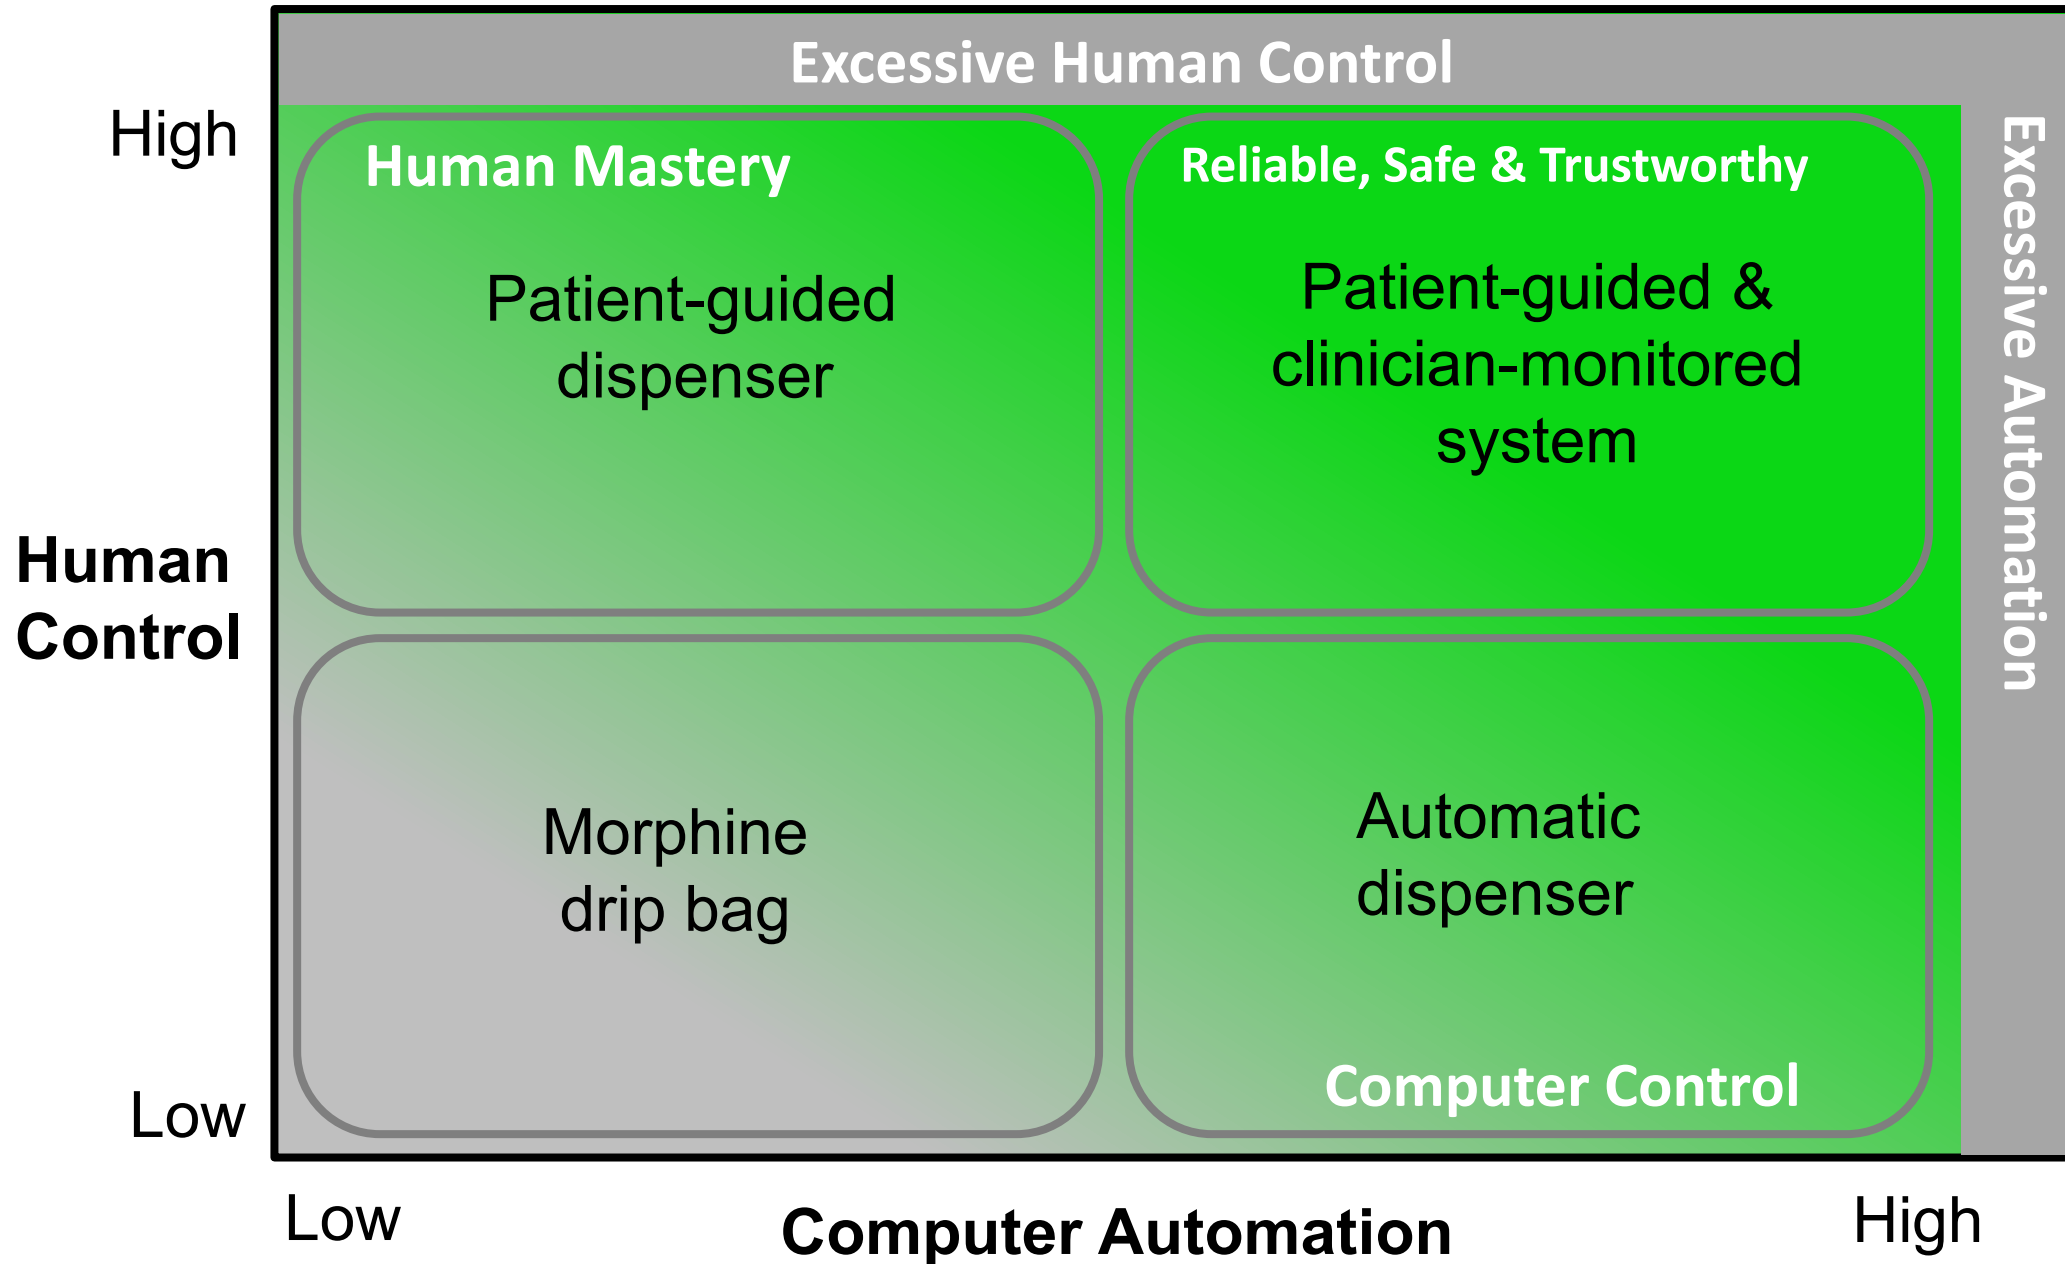 Excessive Human Control
High
Human Mastery
Reliable, Safe & Trustworthy
Excessive Automation
Patient-guided
dispenser
Patient-guided &
clinician-monitored
system
Human
Control
Morphine
drip bag
Automatic
dispenser
Computer Control
Low
Low
Computer Automation
High